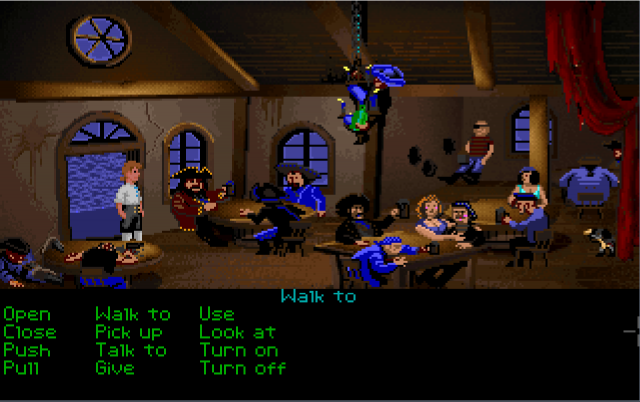 Walk to
Open Walk to Use
Close Pick up Look at
Push Talk to Turn on
Pull Give Turn off